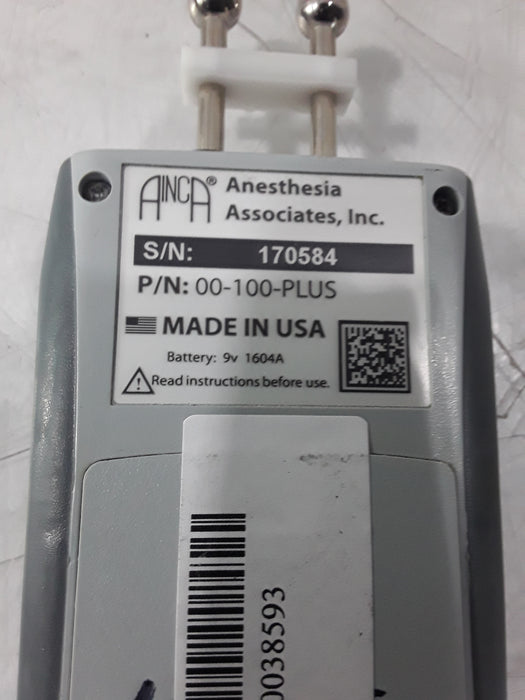 AINCA® Anesthesia
Associates, Inc.
S/N: 170584
P/N: 00-100-PLUS
MADE IN USA
Battery: 9v 1604A
Read instructions before use.
0038593